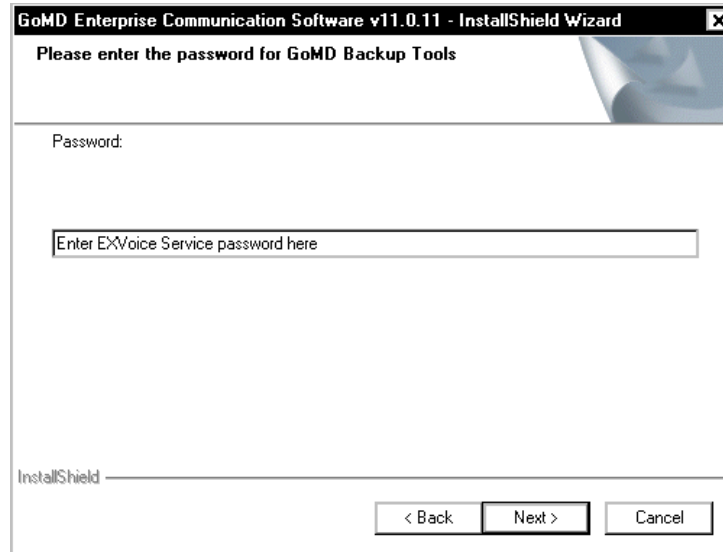 GoMD Enterprise Communication Software v11.0.11 - InstallShield Wizard
Please enter the password for GoMD Backup Tools
Password:
Enter EXVoice Service password here
InstallShield
< Back Next > Cancel